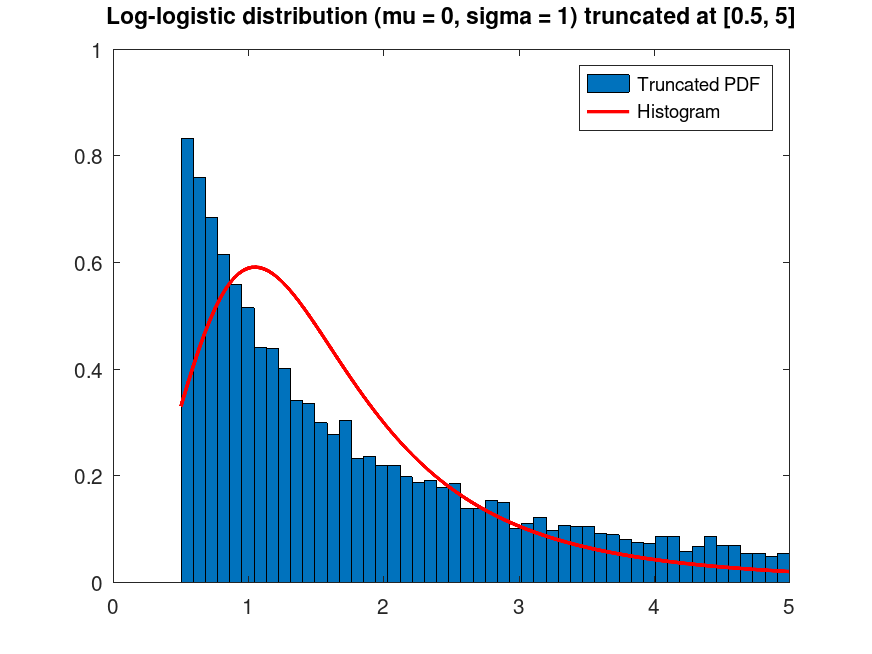 Log-logistic distribution (mu = 0, sigma = 1) truncated at [0.5, 5]
1
0.8
0.6
0.4
0.2
0
Truncated PDF
Histogram
0 1 2 3 4 5